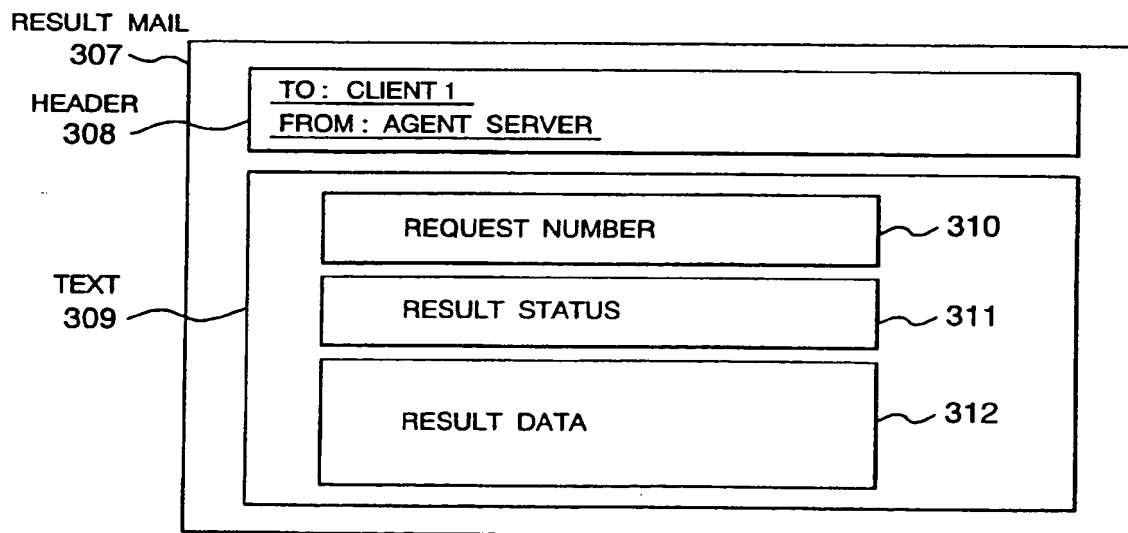 RESULT MAIL
307
HEADER
308
TO : CLIENT 1
FROM : AGENT SERVER
TEXT
309
REQUEST NUMBER
310
RESULT STATUS
311
RESULT DATA
312